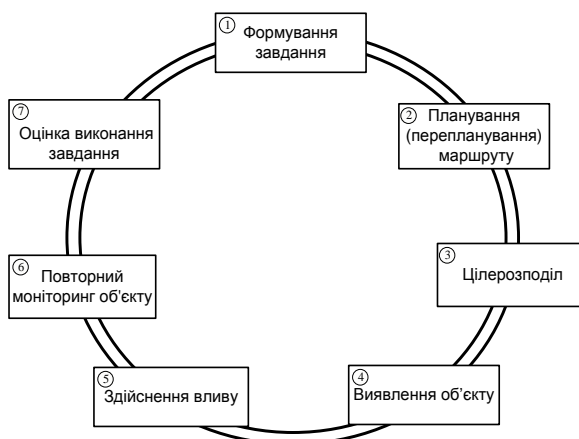 ①
Формування
завдання
②
Планування
(перепланування)
маршруту
③
Цілерозподіл
④
Виявлення об’єкту
⑤
Здійснення вливу
⑥
Повторний
моніторинг об'єкту
⑦
Оцінка виконання
завдання